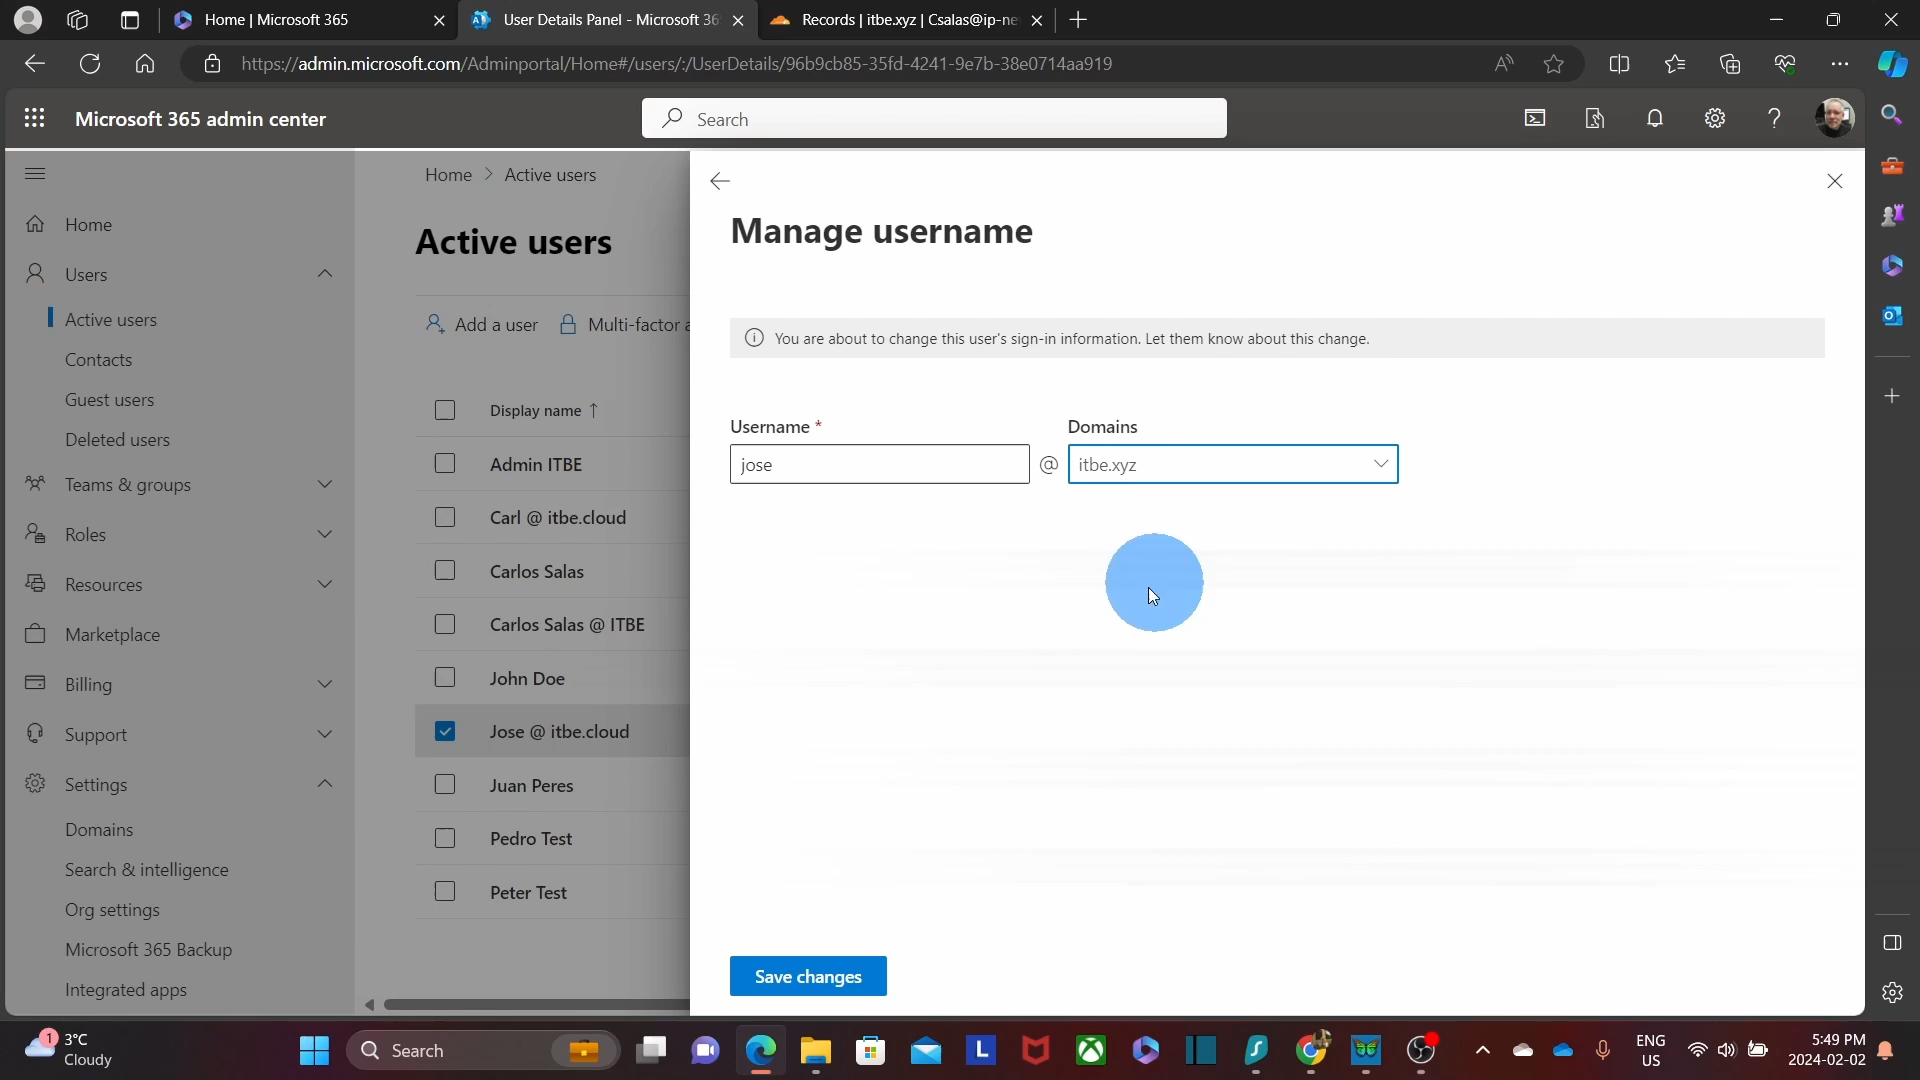 Home | Microsoft 365
User Details Panel - Microsoft 36
Records | itbe.xyz | Csalas@ip-ne
https://admin.microsoft.com/Adminportal/Home#/users/:/UserDetails/96b9cb85-35fd-4241-9e7b-38e0714aa919
Microsoft 365 admin center
Search
Home
Users
Active users
Contacts
Guest users
Deleted users
Teams & groups
Roles
Resources
Marketplace
Billing
Support
Settings
Domains
Search & intelligence
Org settings
Microsoft 365 Backup
Integrated apps
Home > Active users
Active users
Add a user
Multi-factor a
Display name ↑
Admin ITBE
Carl @ itbe.cloud
Carlos Salas
Carlos Salas @ ITBE
John Doe
Jose @ itbe.cloud
Juan Peres
Pedro Test
Peter Test
Manage username
You are about to change this user's sign-in information. Let them know about this change.
Username *
Domains
jose
@
itbe.xyz
Save changes
1
3°C
Cloudy
Search
L
ENG
US
5:49 PM
2024-02-02